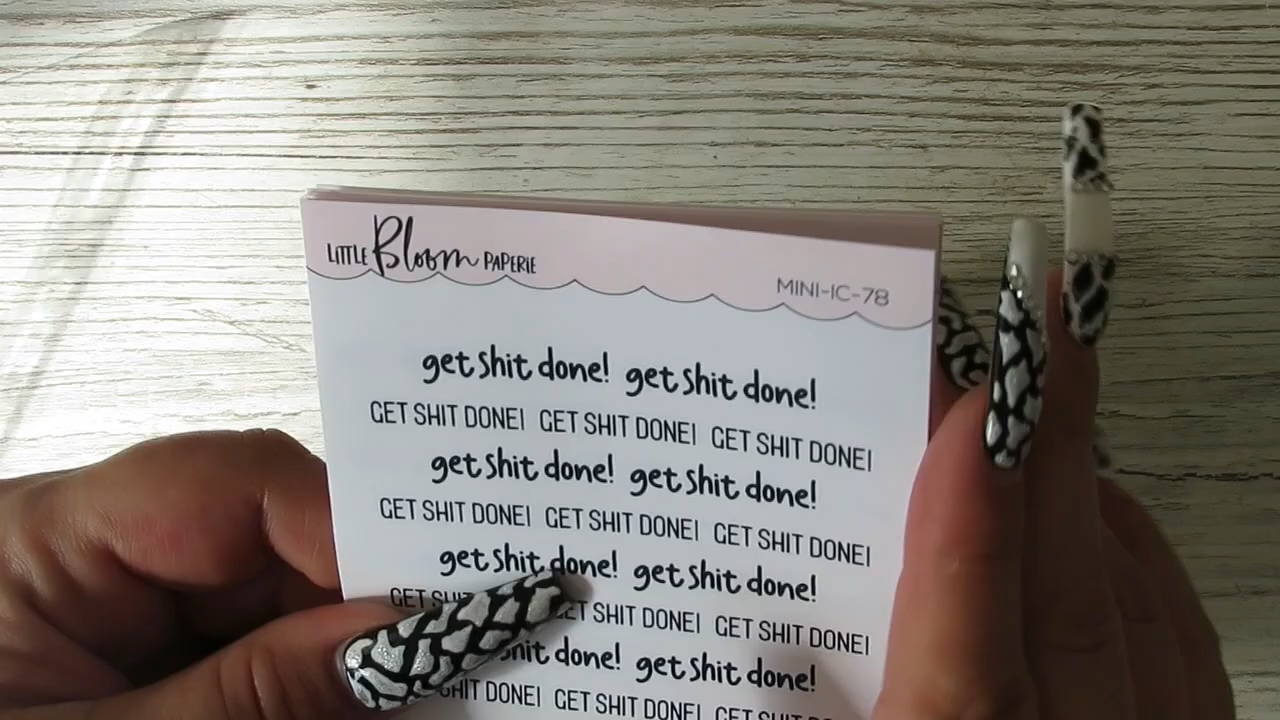 LITTLE Bloom PAPERIE
MINI-IC-78
get shit done! get shit done!
GET SHIT DONE! GET SHIT DONE! GET SHIT DONE!
get shit done! get shit done!
GET SHIT DONE! GET SHIT DONE! GET SHIT DONE!
get shit done! get shit done!
GET SHIT DONE! GET SHIT DONE!
done! get shit done!
DONE! GET SHIT DONE!